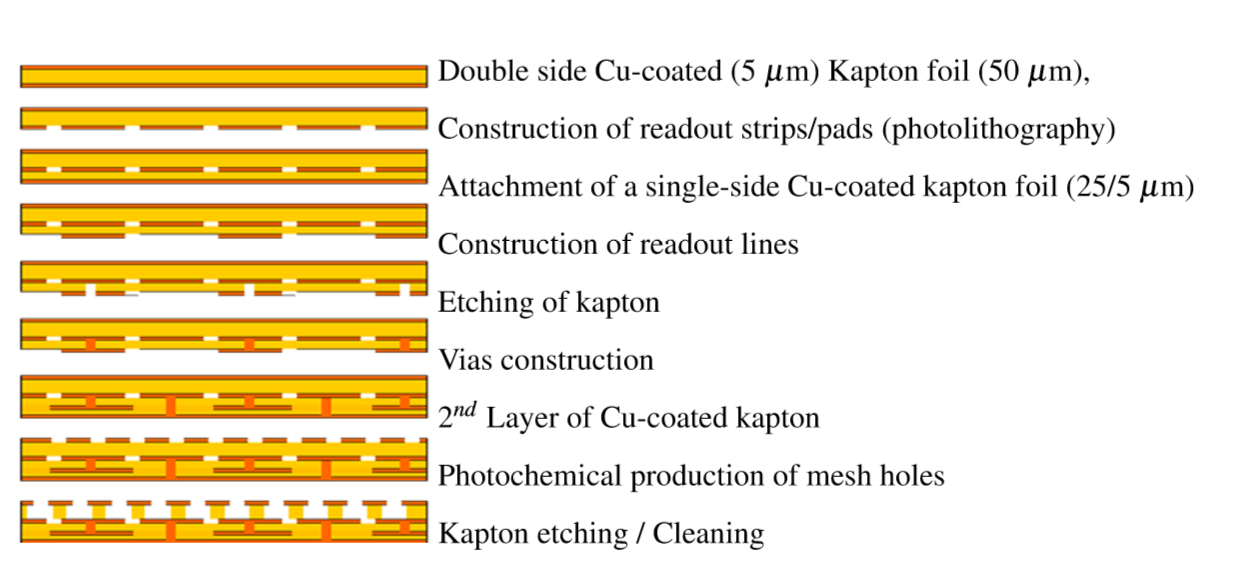 Double side Cu-coated (5 μm) Kapton foil (50 μm),
Construction of readout strips/pads (photolithography)
Attachment of a single-side Cu-coated kapton foil (25/5 μm)
Construction of readout lines
Etching of kapton
Vias construction
2nd Layer of Cu-coated kapton
Photochemical production of mesh holes
Kapton etching / Cleaning